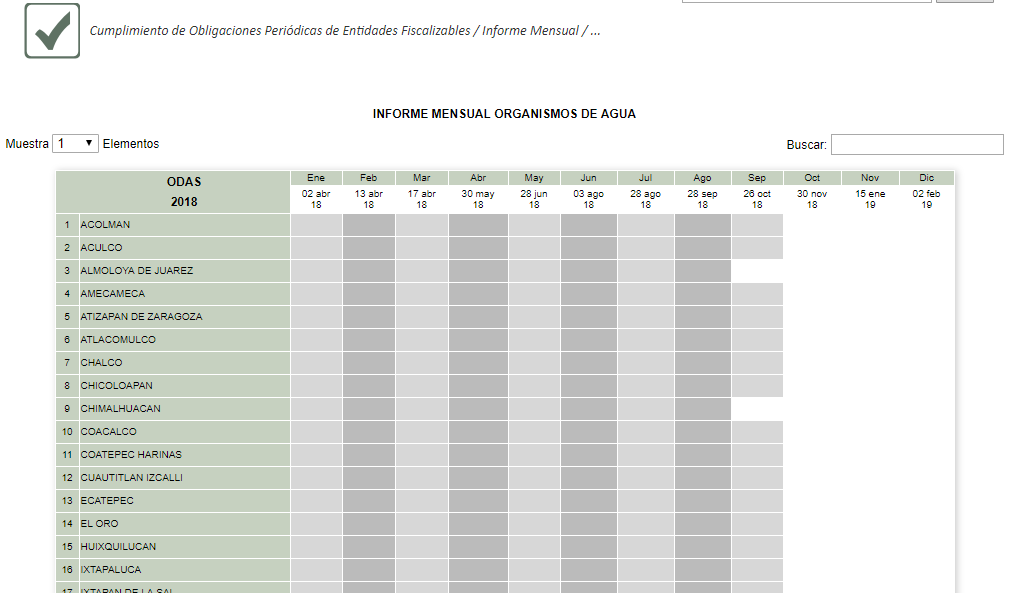 Cumplimiento de Obligaciones Periódicas de Entidades Fiscalizables / Informe Mensual / ...
INFORME MENSUAL ORGANISMOS DE AGUA
Muestra 1 Elementos
Buscar:
ODAS
2018
Ene Feb Mar Abr May Jun Jul Ago Sep Oct Nov Dic
02 abr 18 13 abr 18 17 abr 18 30 may 18 28 jun 18 03 ago 18 28 ago 18 28 sep 18 26 oct 18 30 nov 18 15 ene 19 02 feb 19
1 ACOLMAN
2 ACULCO
3 ALMOLOYA DE JUAREZ
4 AMECAMECA
5 ATIZAPAN DE ZARAGOZA
6 ATLACOMULCO
7 CHALCO
8 CHICOLOAPAN
9 CHIMALHUACAN
10 COACALCO
11 COATEPEC HARINAS
12 CUAUTITLAN IZCALLI
13 ECATEPEC
14 EL ORO
15 HUIXQUILUCAN
16 IXTAPALUCA
17 IXTAPAN DE LA SAL